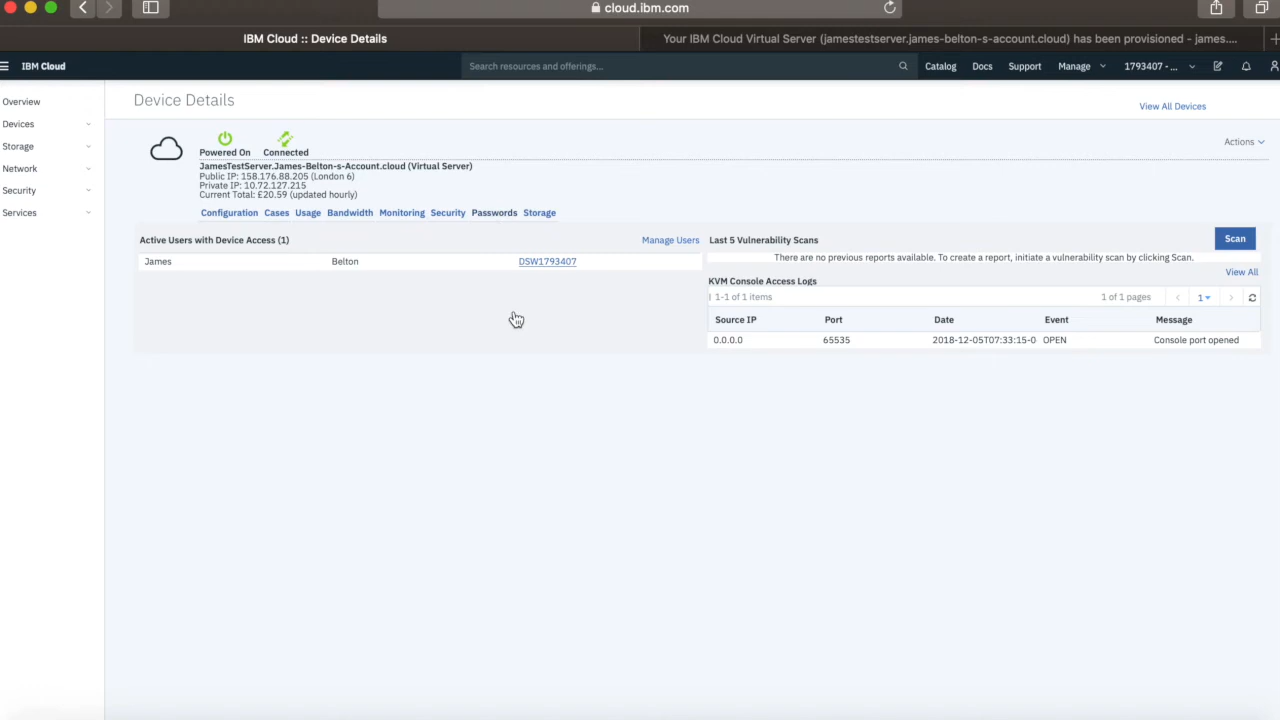 cloud.ibm.com
IBM Cloud :: Device Details
Your IBM Cloud Virtual Server (jamestestserver.james-belton-s-account.cloud) has been provisioned - james....
IBM Cloud
Search resources and offerings...
Catalog Docs Support Manage 1793407 - ...
Overview
Devices
Storage
Network
Security
Services
Device Details
View All Devices
Actions
Powered On Connected
JamesTestServer.James-Belton-s-Account.cloud (Virtual Server)
Public IP: 158.176.88.205 (London 6)
Private IP: 10.72.127.215
Current Total: £20.59 (updated hourly)
Configuration Cases Usage Bandwidth Monitoring Security Passwords Storage
Active Users with Device Access (1) Manage Users
James Belton DSW1793407
Last 5 Vulnerability Scans Scan
There are no previous reports available. To create a report, initiate a vulnerability scan by clicking Scan.
View All
KVM Console Access Logs
1-1 of 1 items 1 of 1 pages 1
Source IP Port Date Event Message
0.0.0.0 65535 2018-12-05T07:33:15-0 OPEN Console port opened